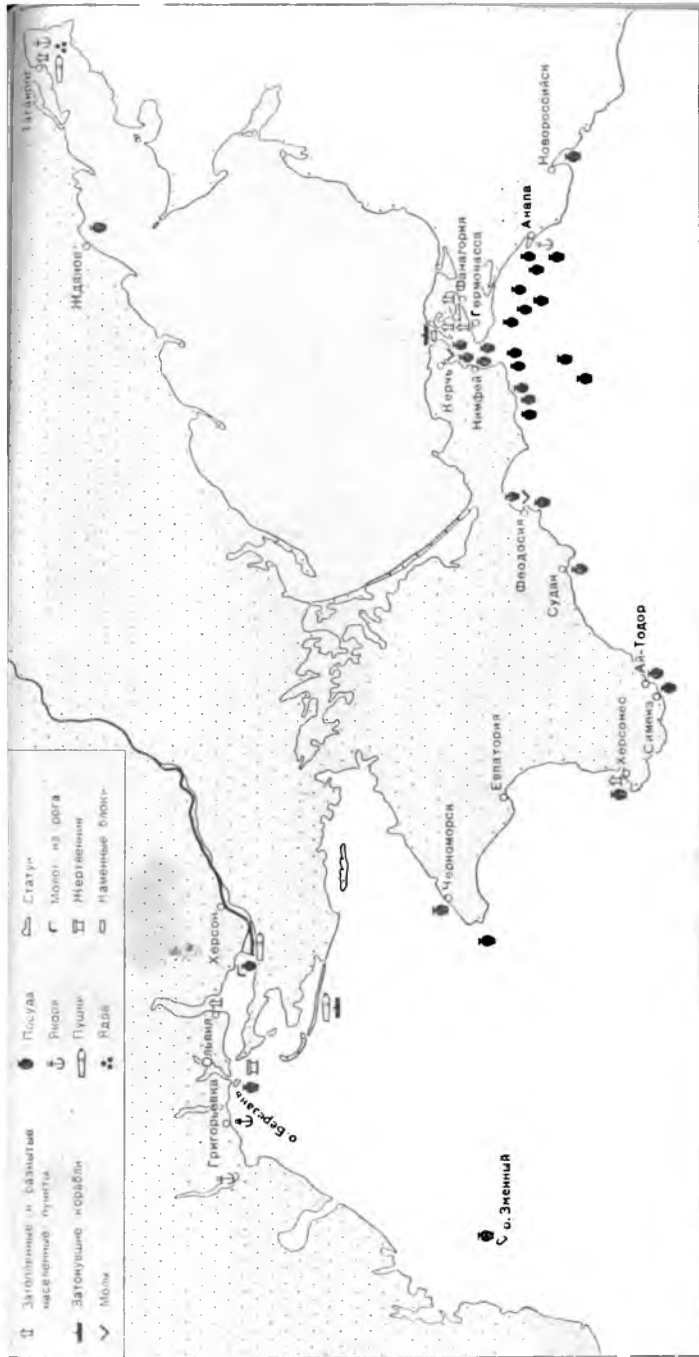 Затопленные и размытые
населенные пункты
Затонувшие корабли
Молы
Посуда
Якоря
Пушки
Ядра
Статуи
Молот из рога
Жертвенник
Каменные блоки
Таганрог
Жданов
Херсон
Ольвия
Григорьевка
о. Березань
о. Змеиный
Черноморск
Евпатория
Херсонес
Симеиз
Ай-Тодор
Судак
Феодосия
Керчь
Нимфей
Фанагория
Гермонасса
Анапа
Новороссийск